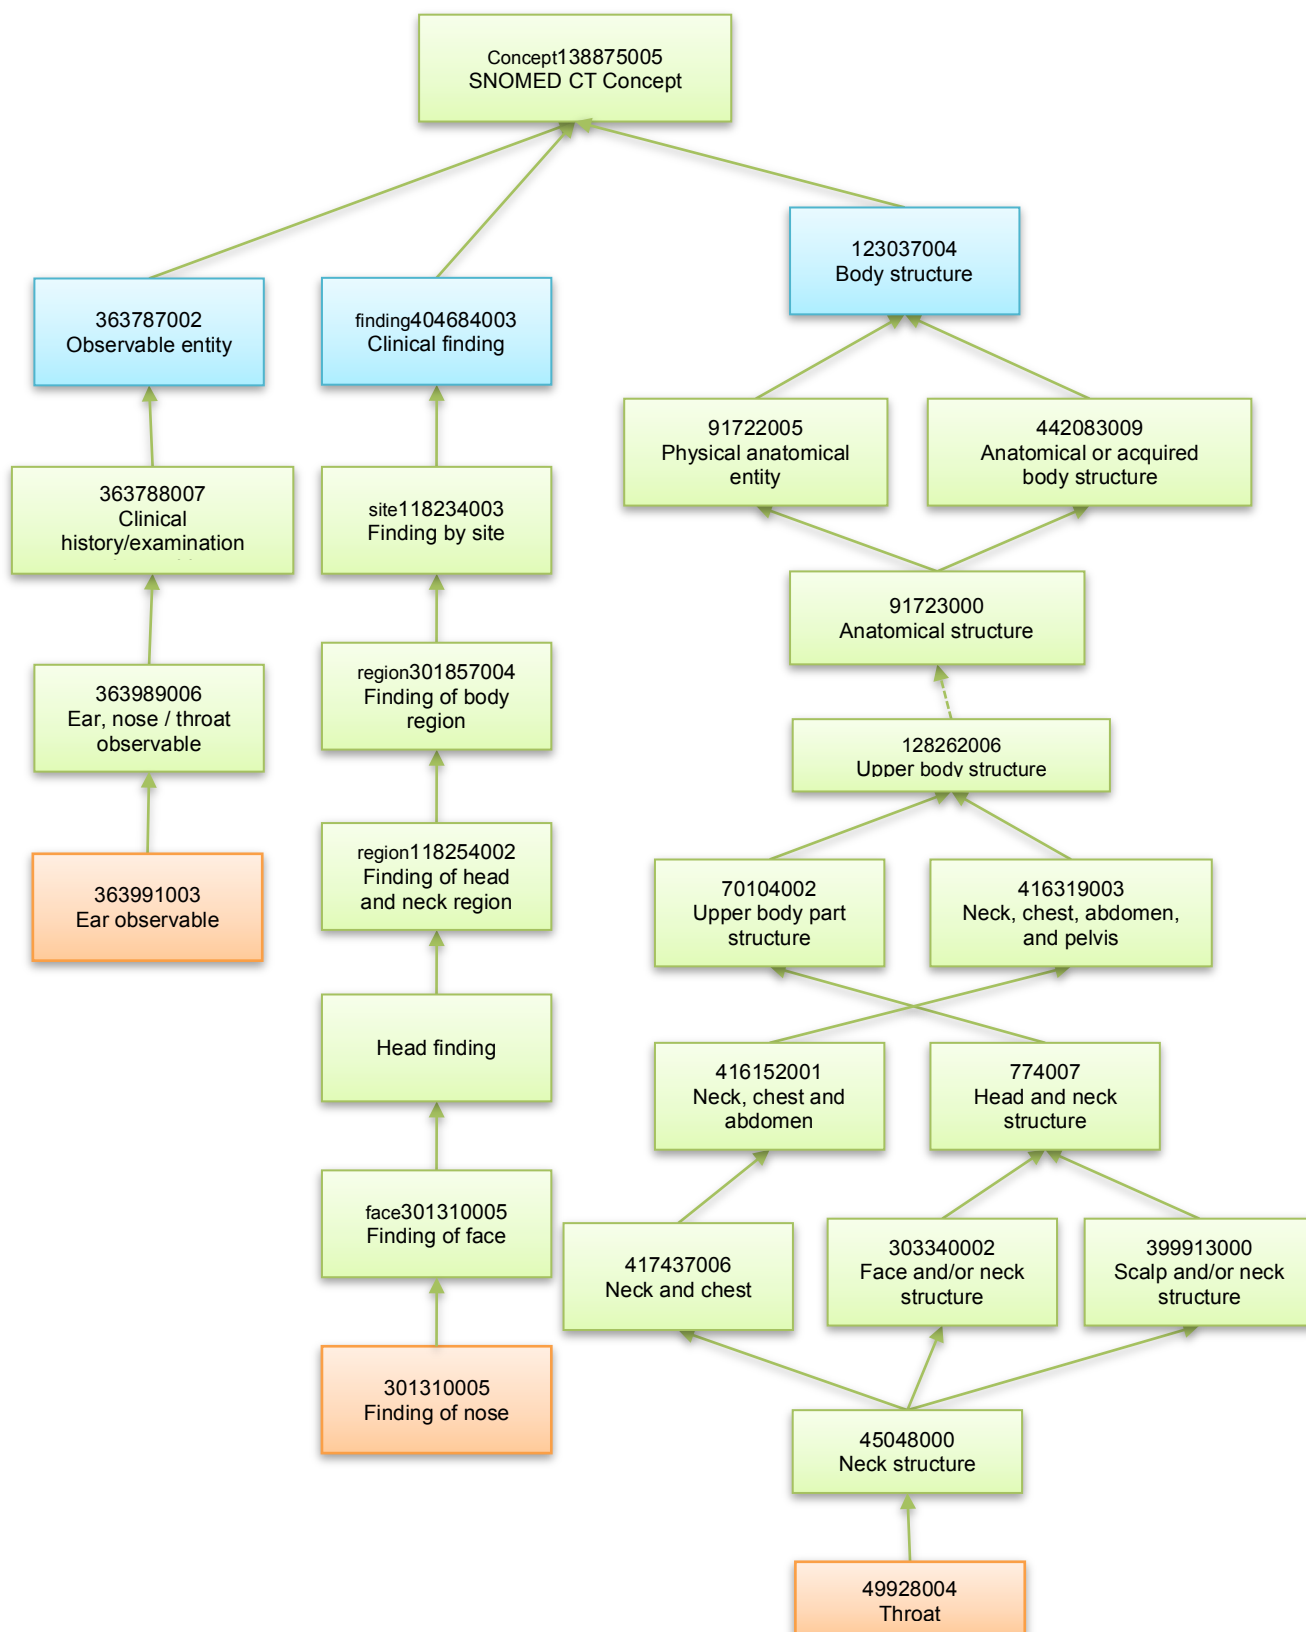 Concept138875005
SNOMED CT Concept
123037004
Body structure
363787002
Observable entity
finding404684003
Clinical finding
91722005
Physical anatomical
entity
442083009
Anatomical or acquired
body structure
363788007
Clinical
history/examination
site118234003
Finding by site
91723000
Anatomical structure
363989006
Ear, nose / throat
observable
region301857004
Finding of body
region
128262006
Upper body structure
363991003
Ear observable
region118254002
Finding of head
and neck region
70104002
Upper body part
structure
416319003
Neck, chest, abdomen,
and pelvis
Head finding
416152001
Neck, chest and
abdomen
774007
Head and neck
structure
face301310005
Finding of face
417437006
Neck and chest
303340002
Face and/or neck
structure
399913000
Scalp and/or neck
structure
301310005
Finding of nose
45048000
Neck structure
49928004
Throat